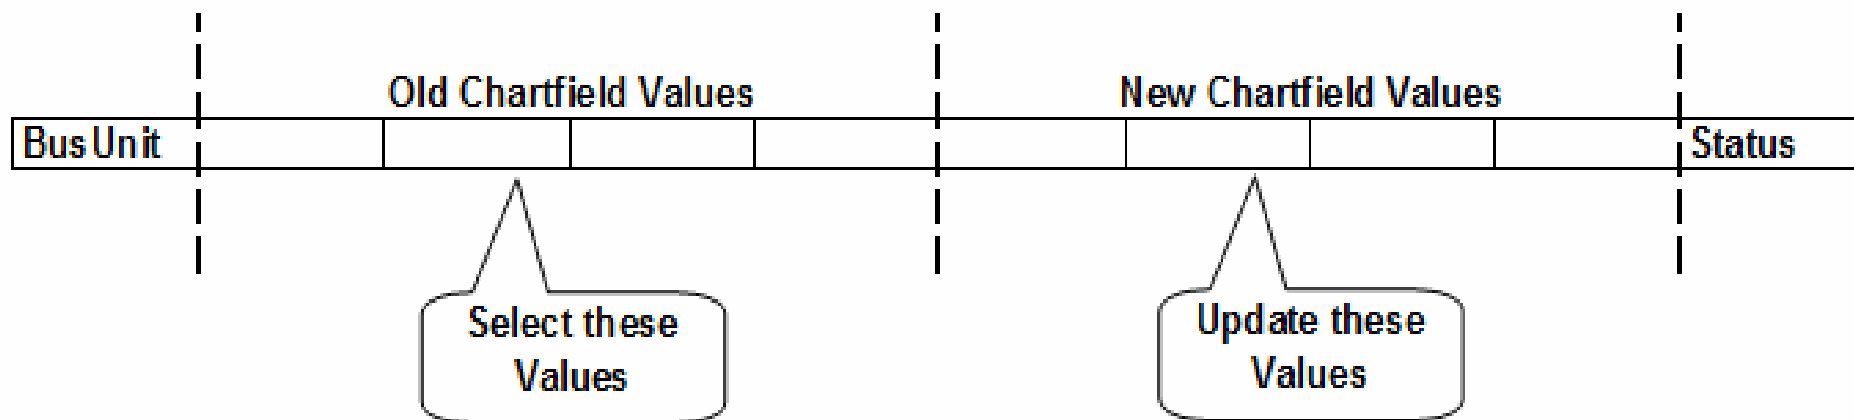 Old Chartfield Values
New Chartfield Values
Bus Unit
Status
Select these
Values
Update these
Values